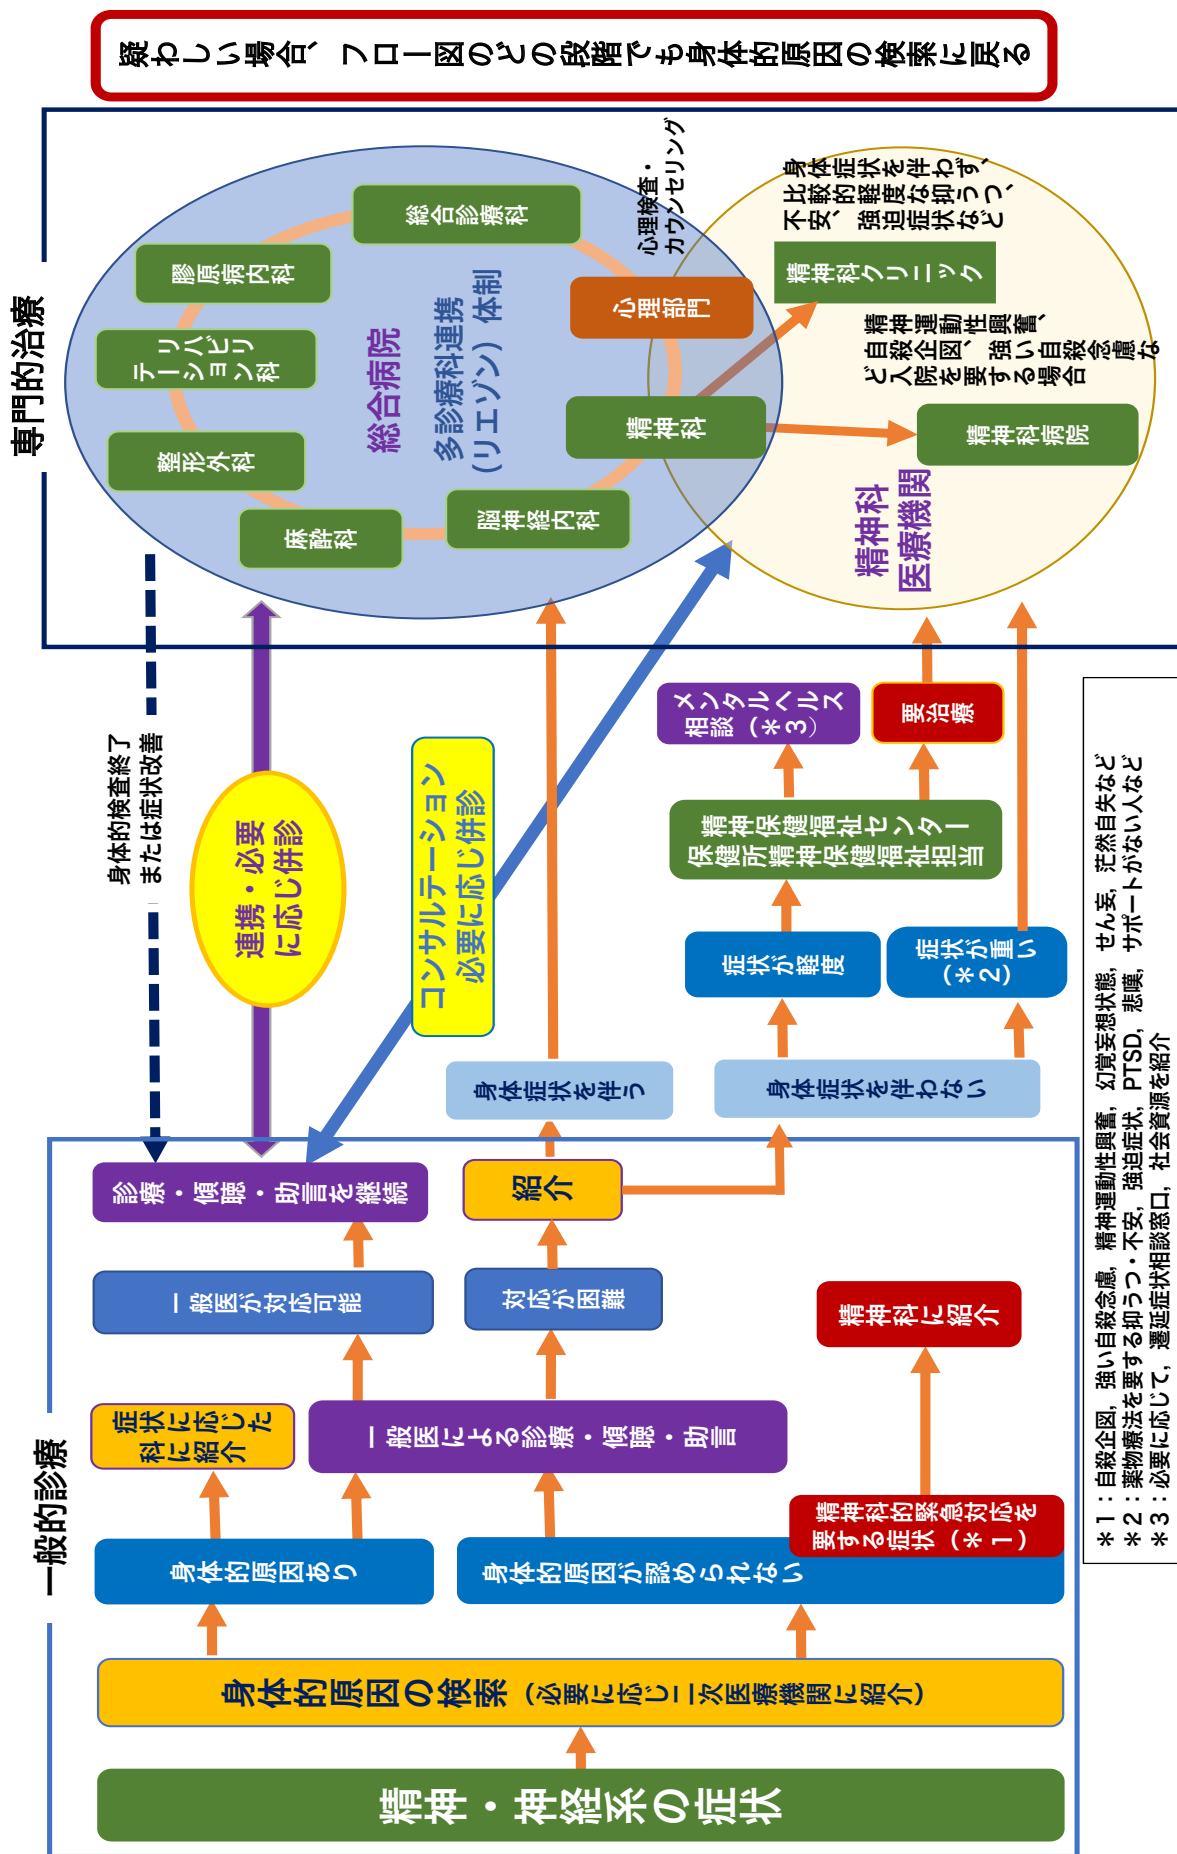 疑わしい場合、フロー図のどの段階でも身体的原因の検索に戻る
一般的診療
精神・神経系の症状
身体的原因の検索（必要に応じ二次医療機関に紹介）
身体的原因あり
身体的原因が認められない
精神科的緊急対応を
要する症状（＊１）
症状に応じた
科に紹介
一般医による診療・傾聴・助言
精神科に紹介
一般医が対応可能
対応が困難
診療・傾聴・助言を継続
紹介
身体症状を伴う
身体症状を伴わない
症状が軽度
症状が重い
（＊２）
精神保健福祉センター
保健所精神保健福祉担当
メンタルヘルス
相談（＊３）
要治療
身体的検査終了
または症状改善
連携・必要
に応じ併診
コンサルテーション
必要に応じ併診
専門的治療
総合病院
多診療科連携
(リエゾン）体制
麻酔科
整形外科
リハビリ
テーション科
膠原病内科
総合診療科
脳神経内科
精神科
心理部門
心理検査・
カウンセリング
精神科
医療機関
精神科病院
精神運動性興奮、
自殺企図、強い自殺念慮な
ど入院を要する場合
精神科クリニック
身体症状を伴わず、
比較的軽度な抑うつ、
不安、強迫症状など
＊１：自殺企図，強い自殺念慮，精神運動性興奮，幻覚妄想状態，せん妄，茫然自失など
＊２：薬物療法を要する抑うつ・不安，強迫症状，PTSD，悲嘆，サポートがない人など
＊３：必要に応じて，遷延症状相談窓口，社会資源を紹介